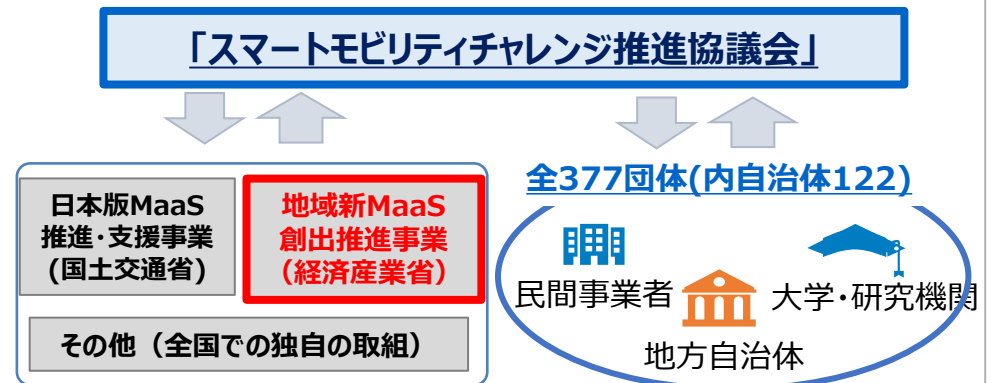 「スマートモビリティチャレンジ推進協議会」
日本版MaaS
推進・支援事業
(国土交通省)
地域新MaaS
創出推進事業
（経済産業省）
その他（全国での独自の取組）
全377団体(内自治体122)
民間事業者
大学・研究機関
地方自治体